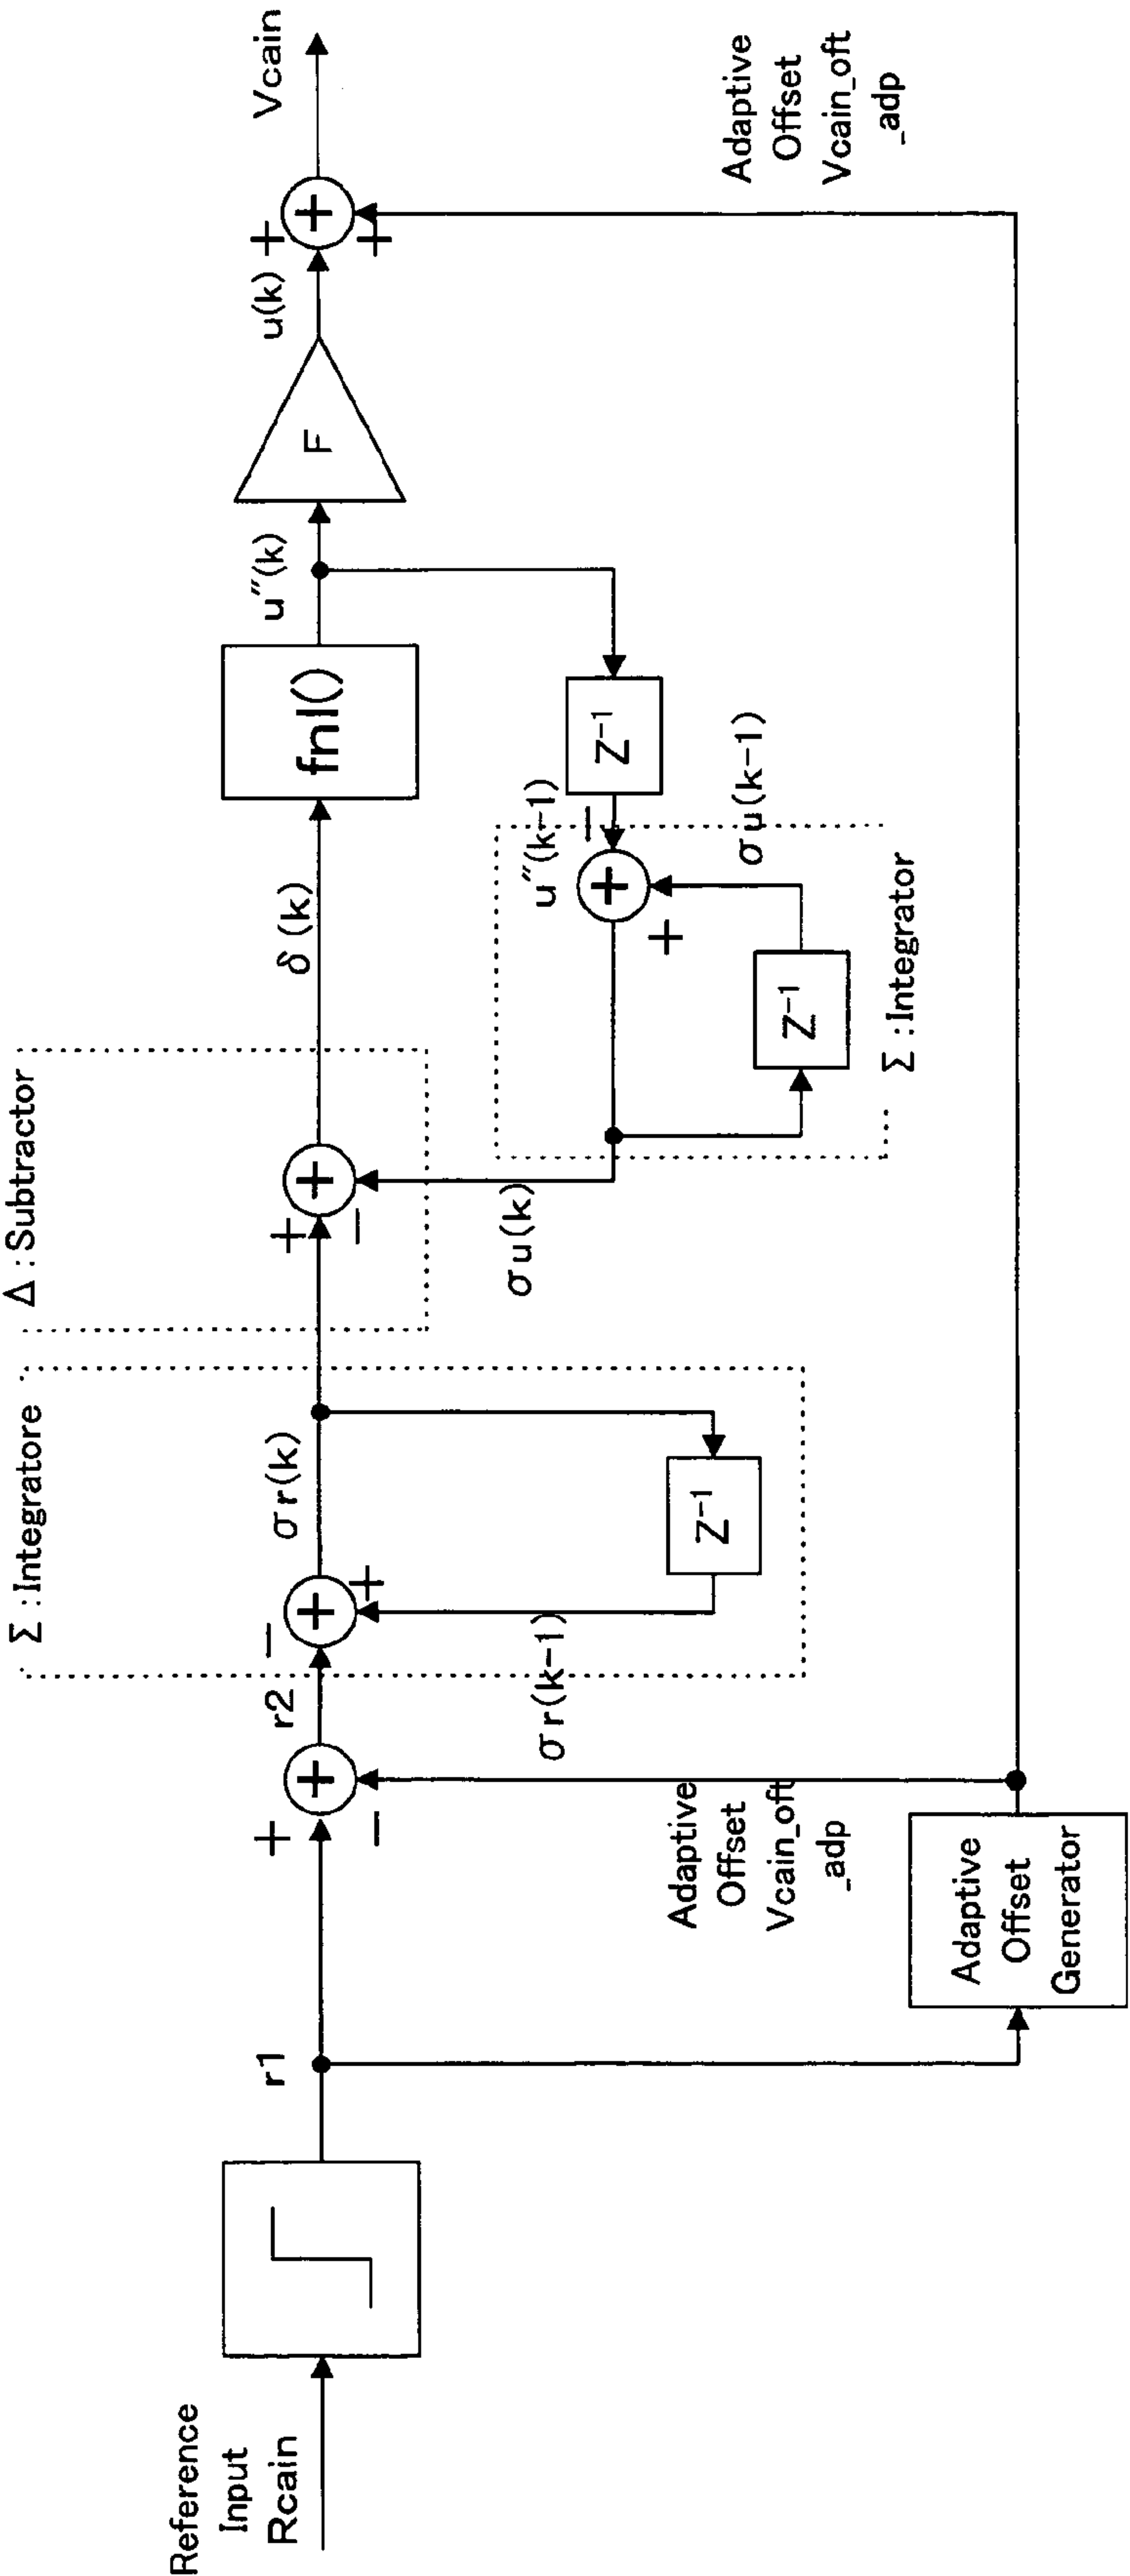 Reference
Input
Rcain
r1
+
−
+
r2
Adaptive
Offset
Vcain_oft
_adp
Adaptive
Offset
Generator
Σ :Integratore
−
+
+
σr(k)
σr(k-1)
Z⁻¹
Δ:Subtractor
+
−
+
σu(k)
δ(k)
Σ :Integrator
u″(k-1)
−
+
+
σu(k-1)
Z⁻¹
Z⁻¹
fnl()
u″(k)
F
u(k)
+
+
+
Vcain
Adaptive
Offset
Vcain_oft
_adp